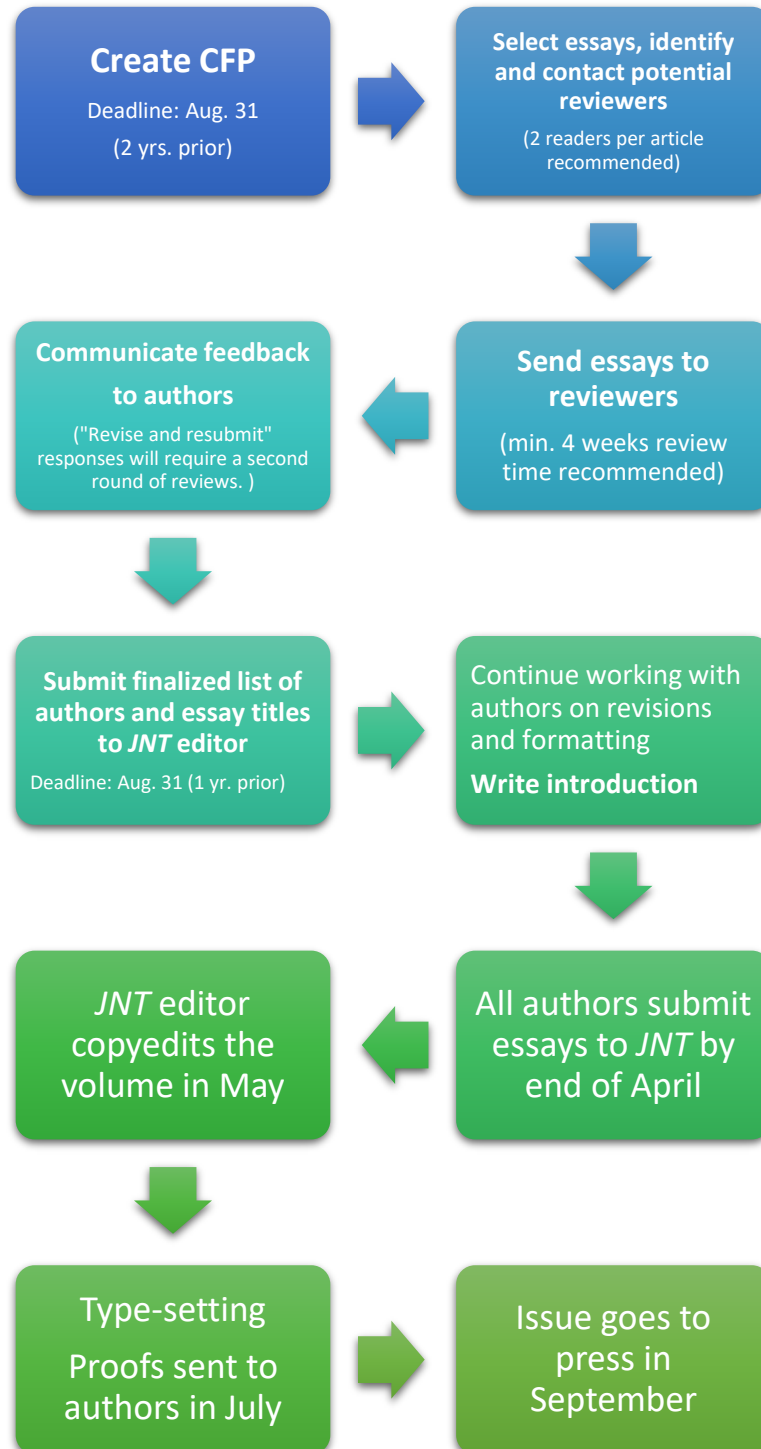 Create CFP
Deadline: Aug. 31
(2 yrs. prior)
Select essays, identify
and contact potential
reviewers
(2 readers per article
recommended)
Send essays to
reviewers
(min. 4 weeks review
time recommended)
Communicate feedback
to authors
("Revise and resubmit"
responses will require a second
round of reviews. )
Submit finalized list of
authors and essay titles
to JNT editor
Deadline: Aug. 31 (1 yr. prior)
Continue working with
authors on revisions
and formatting
Write introduction
All authors submit
essays to JNT by
end of April
JNT editor
copyedits the
volume in May
Type-setting
Proofs sent to
authors in July
Issue goes to
press in
September